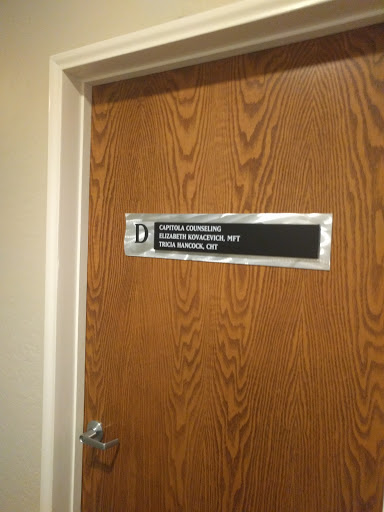 D
CAPITOLA COUNSELING
ELIZABETH KOVACEVICH, MFT
TRICIA HANCOCK, CHT